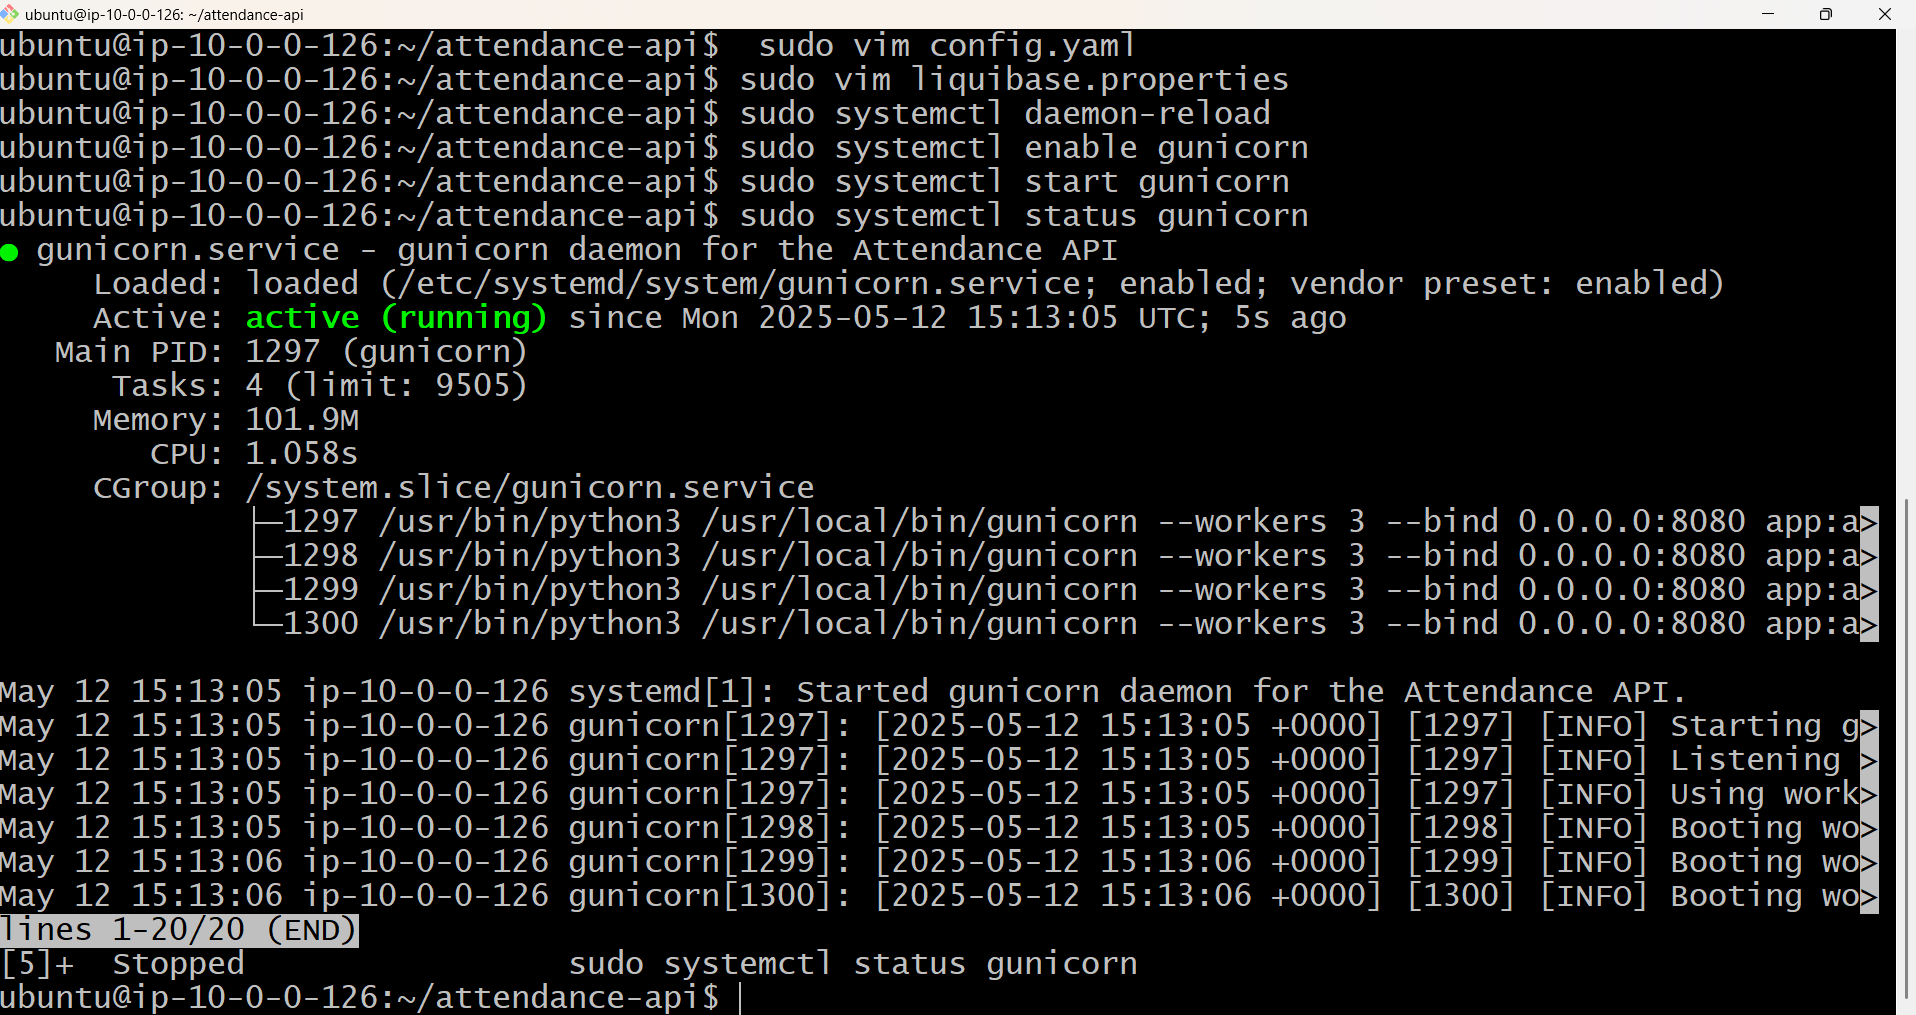 ubuntu@ip-10-0-0-126: ~/attendance-api
ubuntu@ip-10-0-0-126:~/attendance-api$  sudo vim config.yaml
ubuntu@ip-10-0-0-126:~/attendance-api$ sudo vim liquibase.properties
ubuntu@ip-10-0-0-126:~/attendance-api$ sudo systemctl daemon-reload
ubuntu@ip-10-0-0-126:~/attendance-api$ sudo systemctl enable gunicorn
ubuntu@ip-10-0-0-126:~/attendance-api$ sudo systemctl start gunicorn
ubuntu@ip-10-0-0-126:~/attendance-api$ sudo systemctl status gunicorn
● gunicorn.service - gunicorn daemon for the Attendance API
     Loaded: loaded (/etc/systemd/system/gunicorn.service; enabled; vendor preset: enabled)
     Active: active (running) since Mon 2025-05-12 15:13:05 UTC; 5s ago
   Main PID: 1297 (gunicorn)
      Tasks: 4 (limit: 9505)
     Memory: 101.9M
        CPU: 1.058s
     CGroup: /system.slice/gunicorn.service
             ├─1297 /usr/bin/python3 /usr/local/bin/gunicorn --workers 3 --bind 0.0.0.0:8080 app:a>
             ├─1298 /usr/bin/python3 /usr/local/bin/gunicorn --workers 3 --bind 0.0.0.0:8080 app:a>
             ├─1299 /usr/bin/python3 /usr/local/bin/gunicorn --workers 3 --bind 0.0.0.0:8080 app:a>
             └─1300 /usr/bin/python3 /usr/local/bin/gunicorn --workers 3 --bind 0.0.0.0:8080 app:a>
May 12 15:13:05 ip-10-0-0-126 systemd[1]: Started gunicorn daemon for the Attendance API.
May 12 15:13:05 ip-10-0-0-126 gunicorn[1297]: [2025-05-12 15:13:05 +0000] [1297] [INFO] Starting g>
May 12 15:13:05 ip-10-0-0-126 gunicorn[1297]: [2025-05-12 15:13:05 +0000] [1297] [INFO] Listening >
May 12 15:13:05 ip-10-0-0-126 gunicorn[1297]: [2025-05-12 15:13:05 +0000] [1297] [INFO] Using work>
May 12 15:13:05 ip-10-0-0-126 gunicorn[1298]: [2025-05-12 15:13:05 +0000] [1298] [INFO] Booting wo>
May 12 15:13:06 ip-10-0-0-126 gunicorn[1299]: [2025-05-12 15:13:06 +0000] [1299] [INFO] Booting wo>
May 12 15:13:06 ip-10-0-0-126 gunicorn[1300]: [2025-05-12 15:13:06 +0000] [1300] [INFO] Booting wo>
lines 1-20/20 (END)
[5]+  Stopped                 sudo systemctl status gunicorn
ubuntu@ip-10-0-0-126:~/attendance-api$